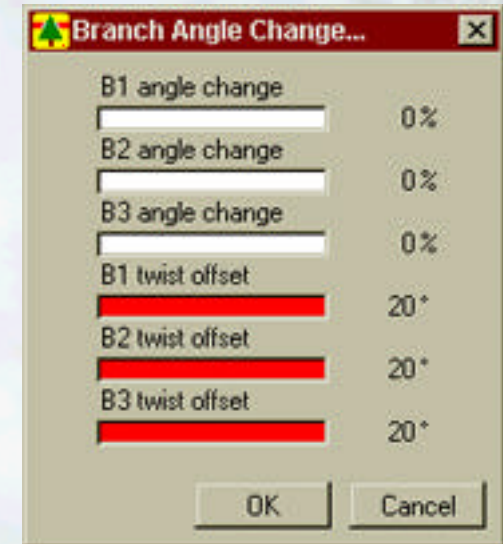 Branch Angle Change...
B1 angle change
0%
B2 angle change
0%
B3 angle change
0%
B1 twist offset
20°
B2 twist offset
20°
B3 twist offset
20°
OK Cancel